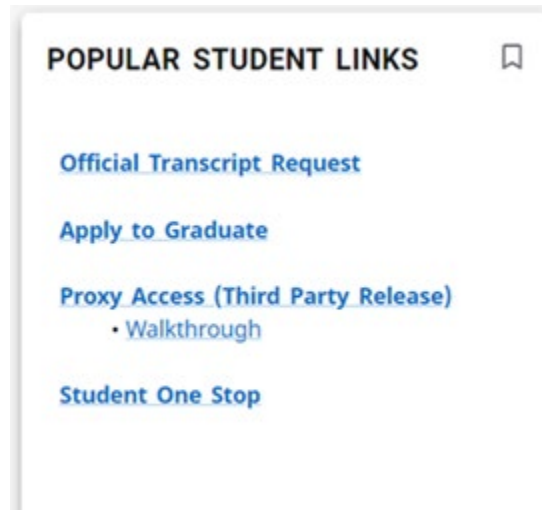 POPULAR STUDENT LINKS
Official Transcript Request
Apply to Graduate
Proxy Access (Third Party Release)
• Walkthrough
Student One Stop